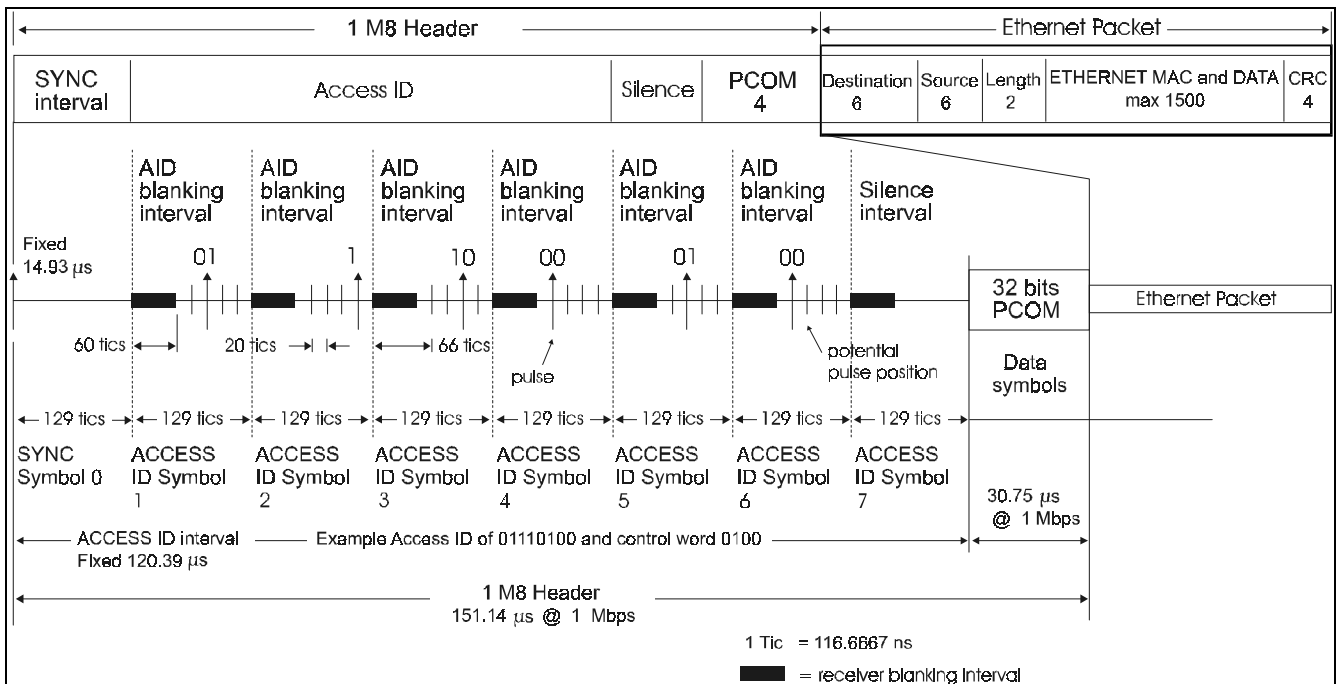 1 M8 Header
Ethernet Packet
SYNC interval
Access ID
Silence
PCOM 4
Destination 6
Source 6
Length 2
ETHERNET MAC and DATA max 1500
CRC 4
AID blanking interval
AID blanking interval
AID blanking interval
AID blanking interval
AID blanking interval
AID blanking interval
Silence interval
Fixed 14.93 µs
01
1
10
00
01
00
32 bits PCOM
Ethernet Packet
60 tics
20 tics
66 tics
pulse
potential pulse position
Data symbols
129 tics
129 tics
129 tics
129 tics
129 tics
129 tics
129 tics
129 tics
SYNC Symbol 0
ACCESS ID Symbol 1
ACCESS ID Symbol 2
ACCESS ID Symbol 3
ACCESS ID Symbol 4
ACCESS ID Symbol 5
ACCESS ID Symbol 6
ACCESS ID Symbol 7
30.75 µs @ 1 Mbps
ACCESS ID interval Fixed 120.39 µs
Example Access ID of 01110100 and control word 0100
1 M8 Header
151.14 µs @ 1 Mbps
1 Tic = 116.6667 ns
= receiver blanking interval